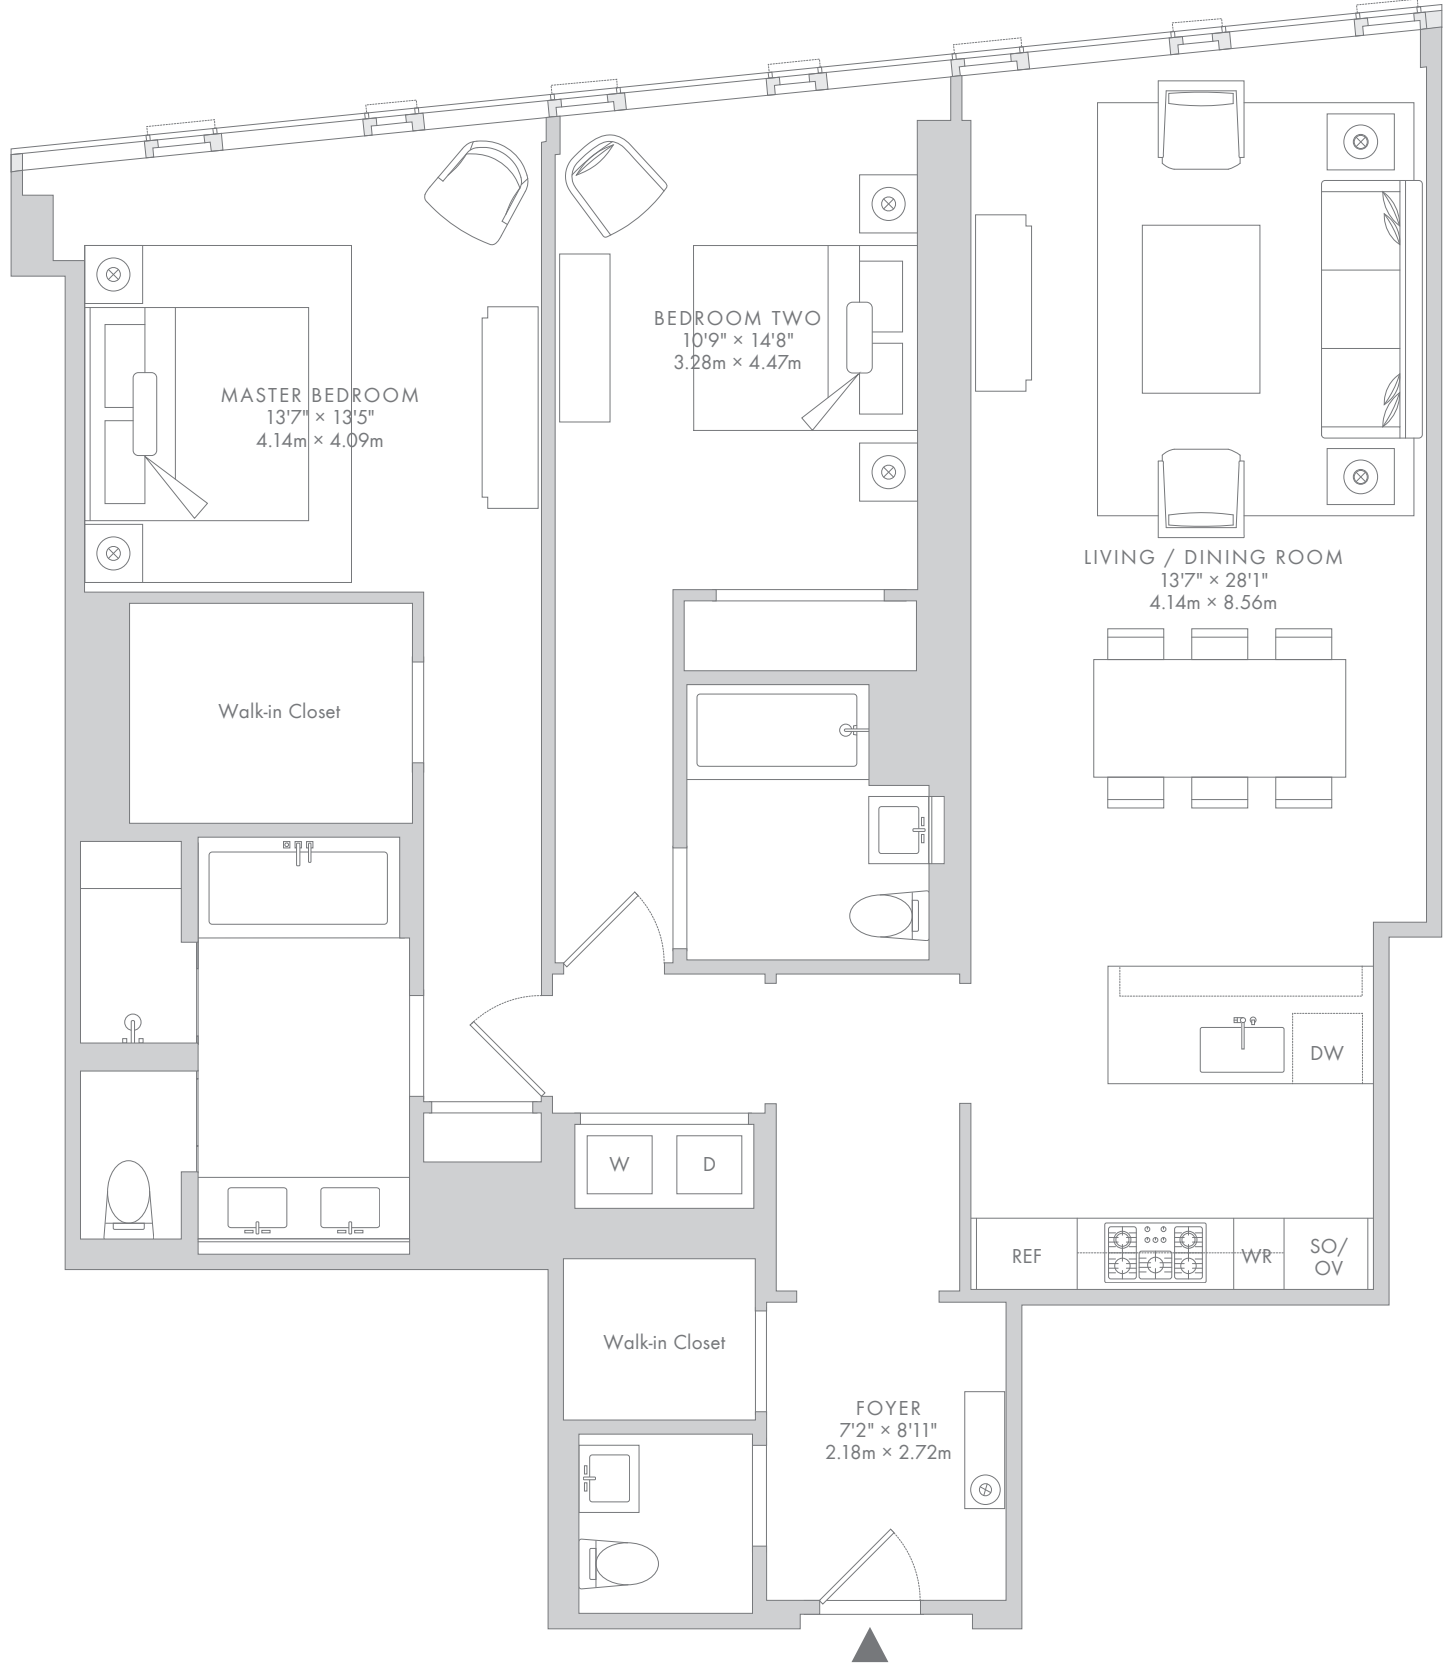 BEDROOM TWO
10'9" × 14'8"
3.28m × 4.47m
MASTER BEDROOM
13'7" × 13'5"
4.14m × 4.09m
LIVING / DINING ROOM
13'7" × 28'1"
4.14m × 8.56m
Walk-in Closet
DW
W
D
REF
WR
SO/
OV
Walk-in Closet
FOYER
7'2" × 8'11"
2.18m × 2.72m